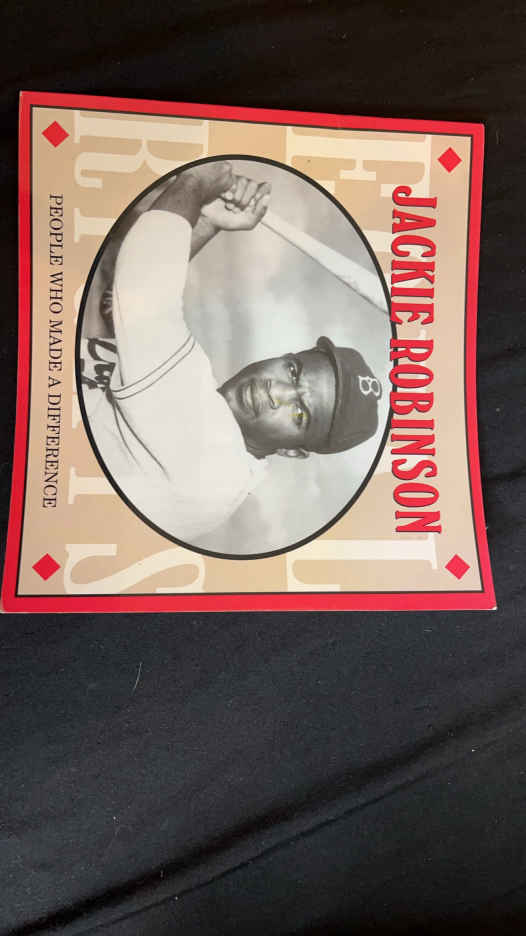 JACKIE ROBINSON
B
PEOPLE WHO MADE A DIFFERENCE